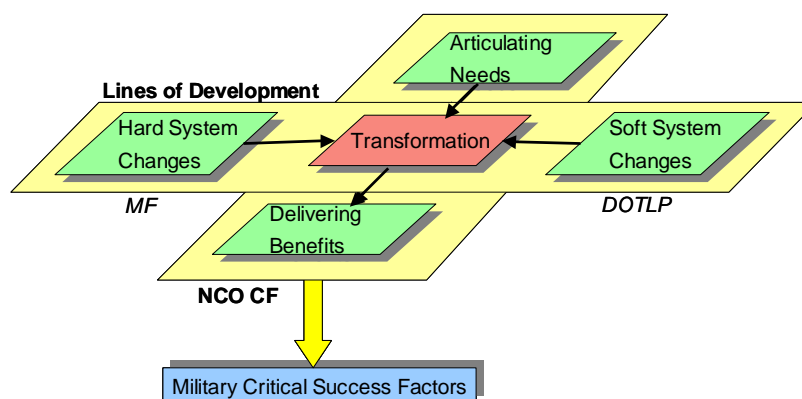 Articulating
Needs
Lines of Development
Hard System
Changes
Transformation
Soft System
Changes
MF
DOTLP
Delivering
Benefits
NCO CF
Military Critical Success Factors